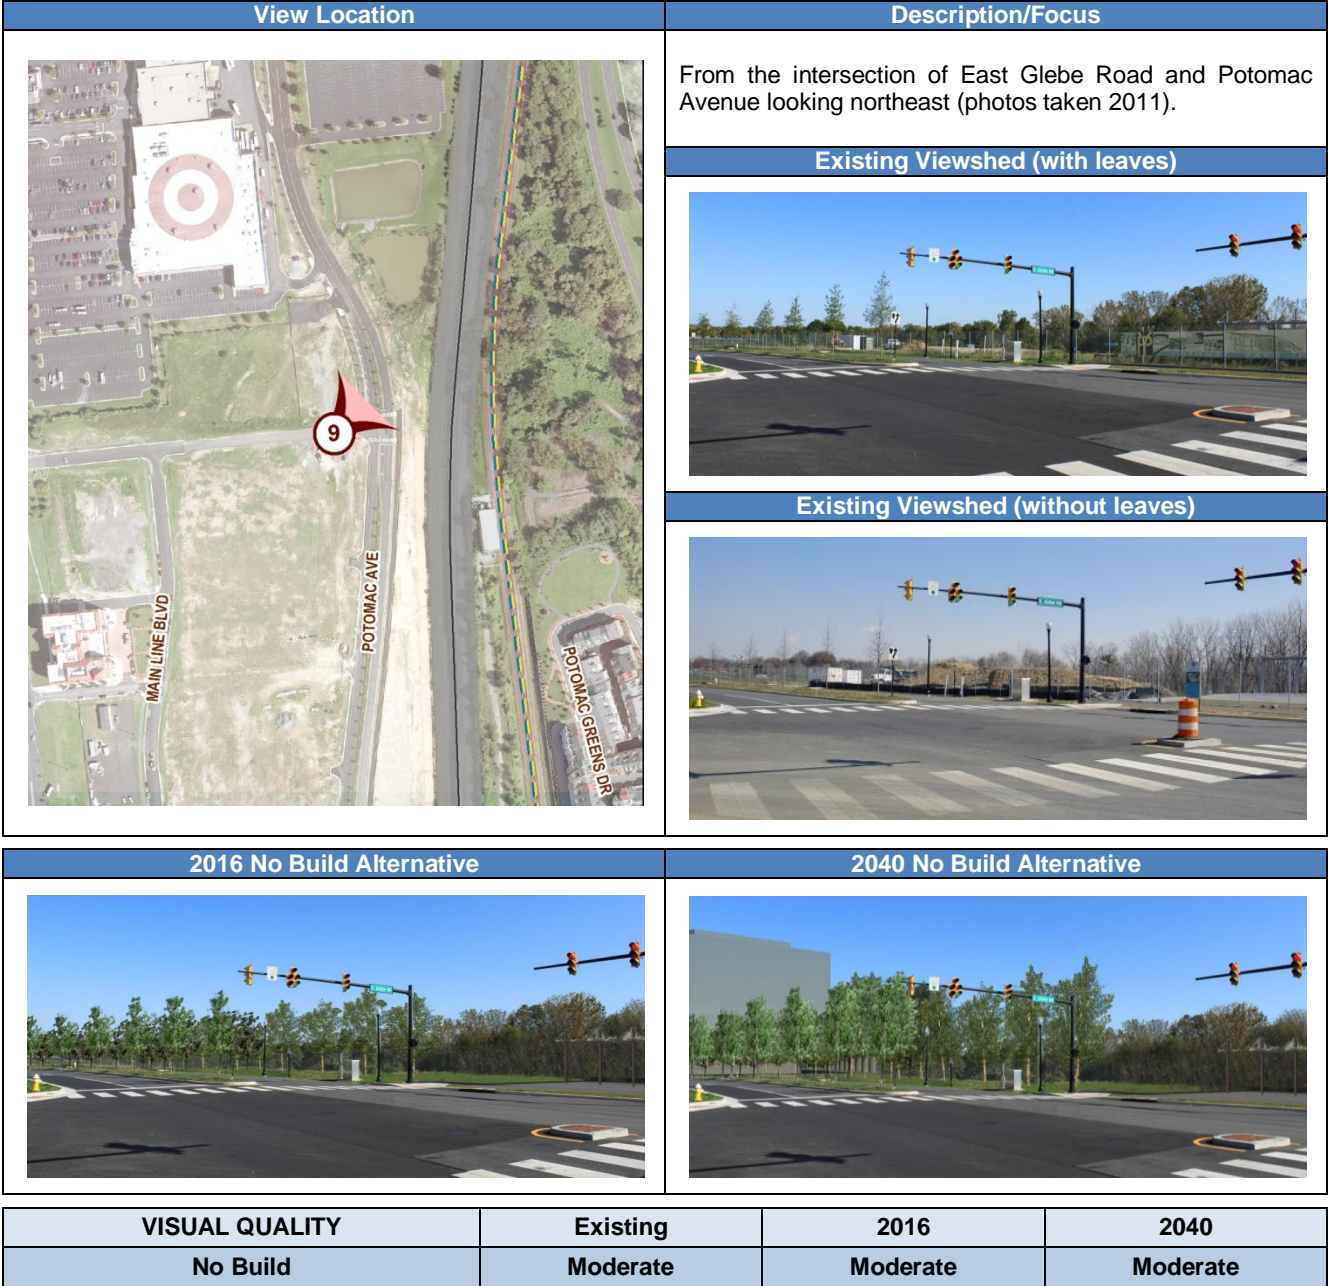 View Location
Description/Focus
From the intersection of East Glebe Road and Potomac
Avenue looking northeast (photos taken 2011).
Existing Viewshed (with leaves)
Existing Viewshed (without leaves)
9
MAIN LINE BLVD
POTOMAC AVE
POTOMAC GREENS DR
2016 No Build Alternative
2040 No Build Alternative
VISUAL QUALITY Existing 2016 2040
No Build Moderate Moderate Moderate